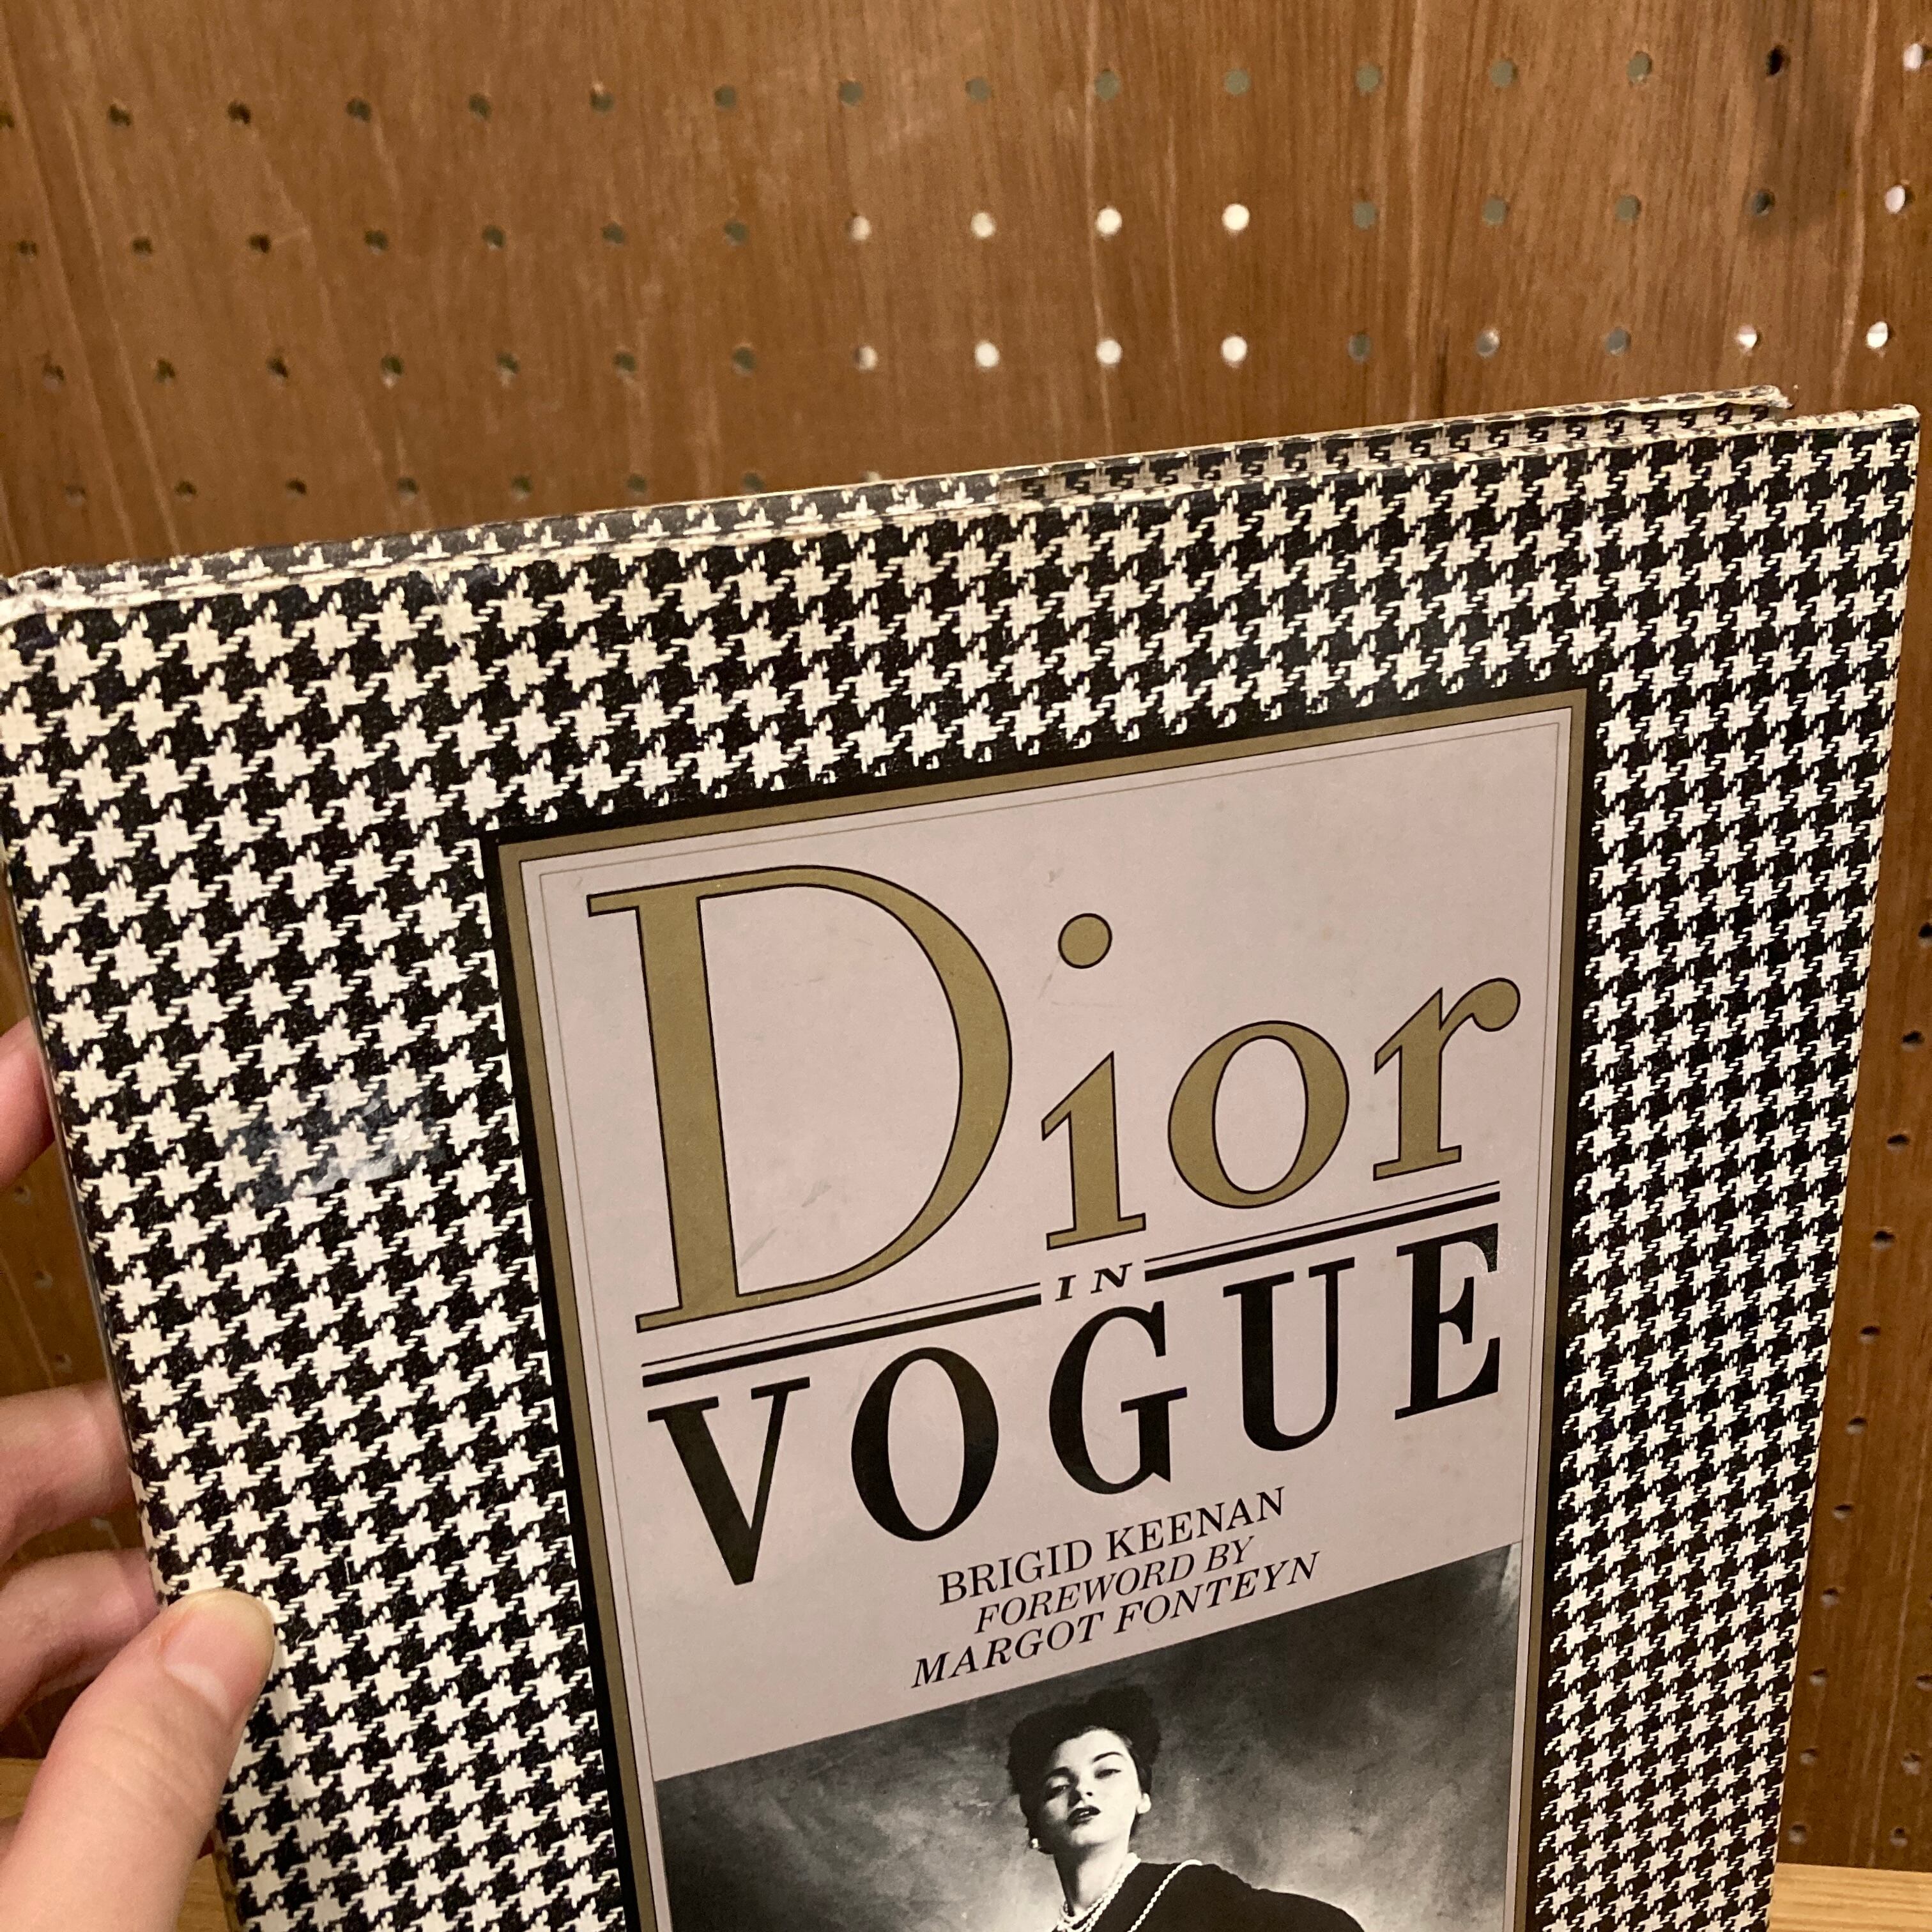 Dior
IN
VOGUE
BRIGID KEENAN
FOREWORD BY
MARGOT FONTEYN